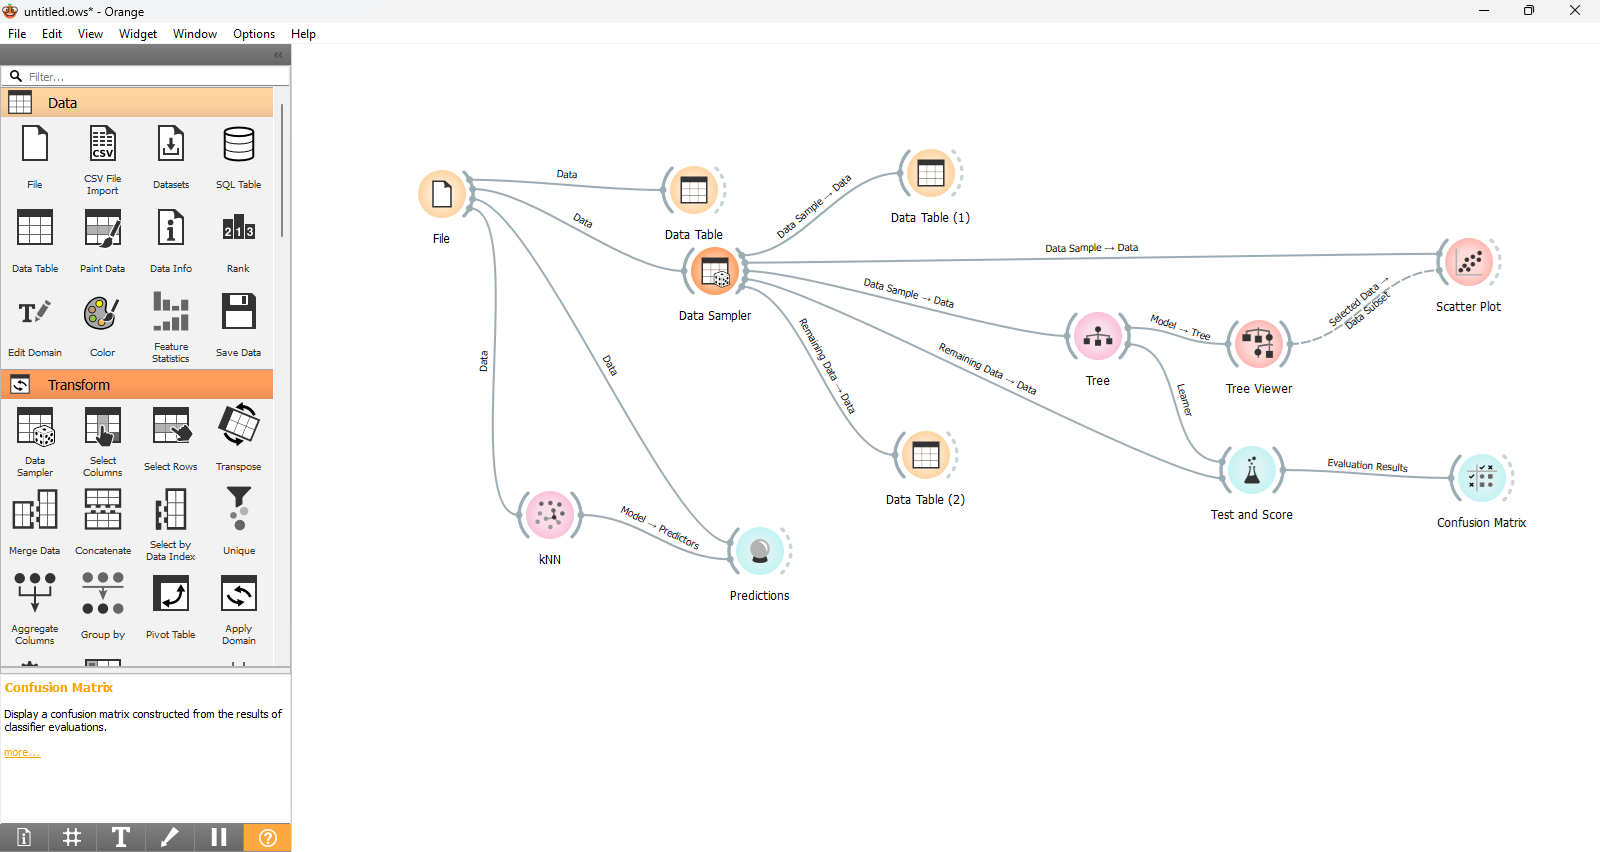 untitled.ows* - Orange
File Edit View Widget Window Options Help
Filter...
Data
File
CSV File
Import
CSV
Datasets
SQL Table
Data Table
Paint Data
Data Info
Rank
2 1 3
Edit Domain
Color
Feature
Statistics
Save Data
Transform
Data
Sampler
Select
Columns
Select Rows
Transpose
Merge Data
Concatenate
Select by
Data Index
Unique
Aggregate
Columns
Group by
Pivot Table
Apply
Domain
Confusion Matrix
Display a confusion matrix constructed from the results of
classifier evaluations.
more...
File
Data
Data Table
Data
Data Sampler
Data Sample → Data
Data Table (1)
Data Sample → Data
Scatter Plot
Data Sample → Data
Tree
Model → Tree
Tree Viewer
Selected Data →
Data Subset
Remaining Data → Data
Learner
Test and Score
Evaluation Results
Confusion Matrix
Remaining Data → Data
Data Table (2)
Data
Data
kNN
Model → Predictors
Predictions